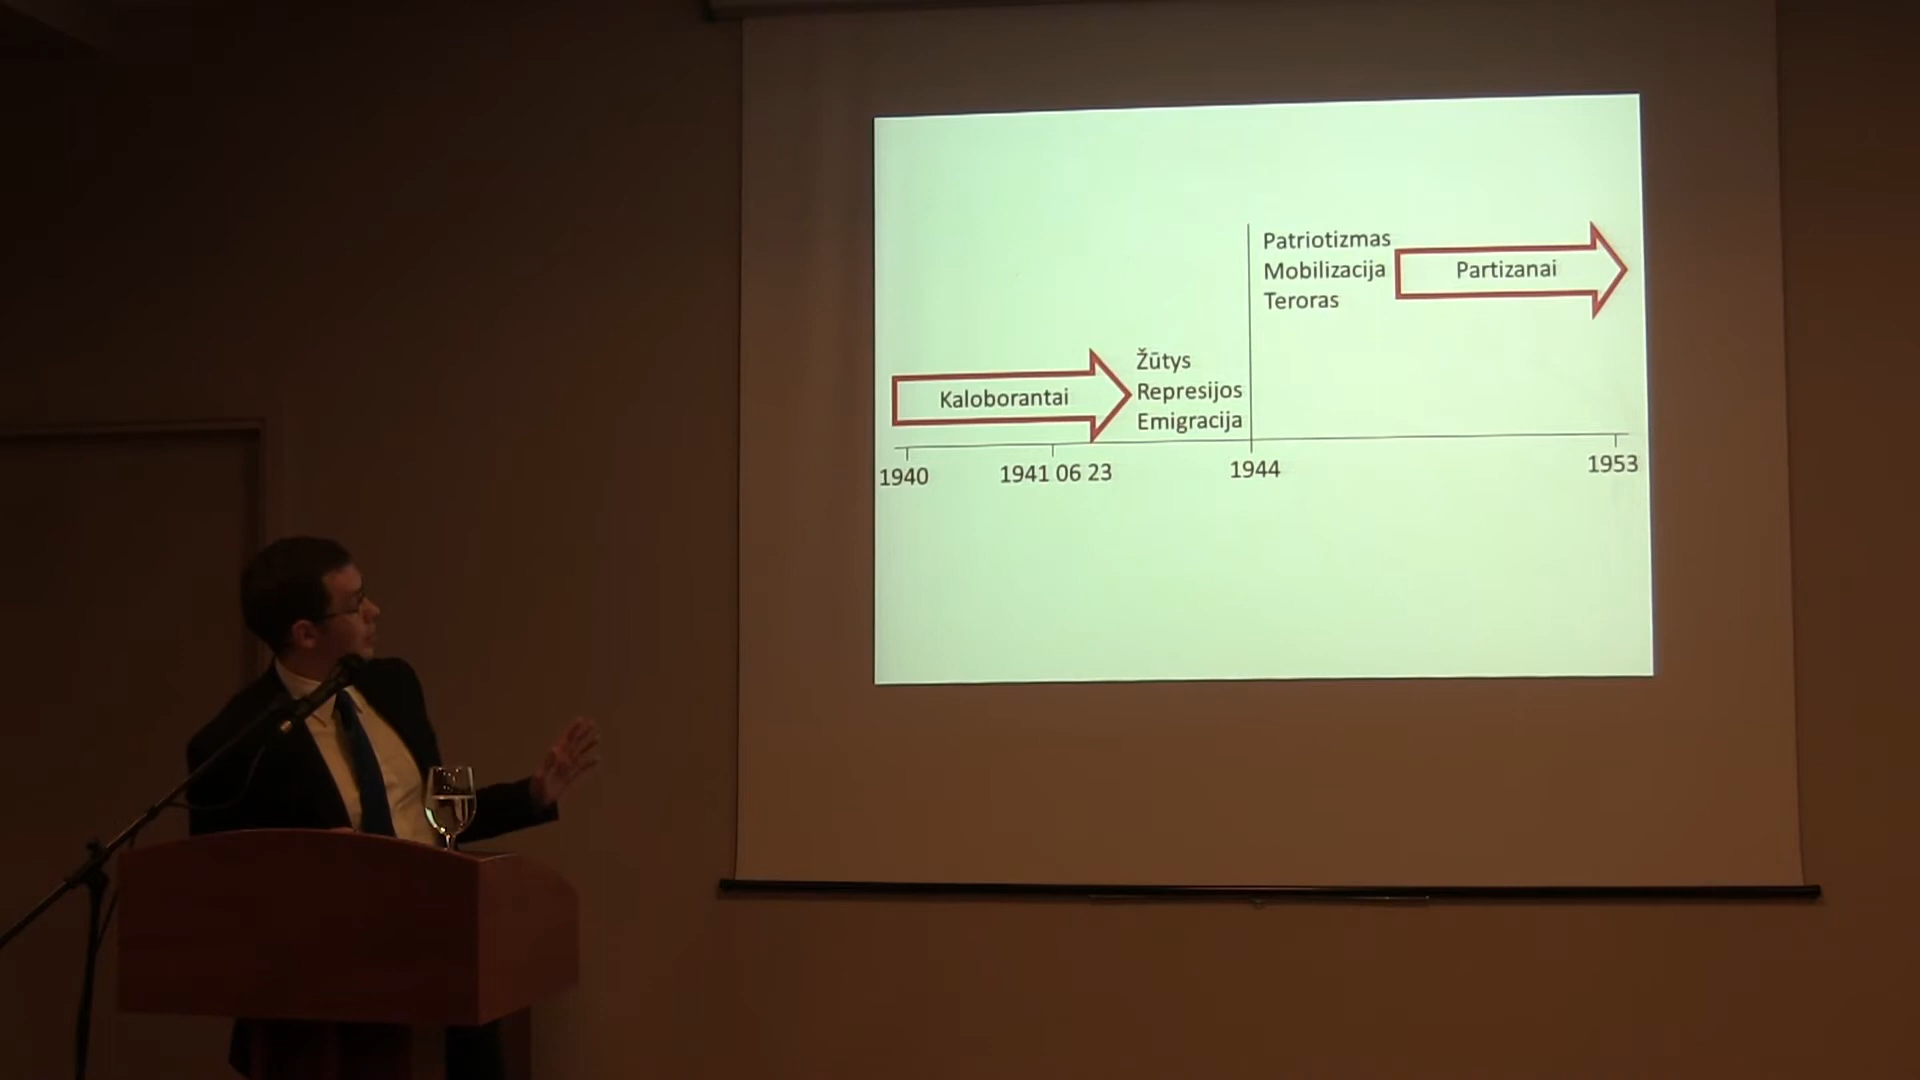 Patriotizmas
Mobilizacija
Teroras
Partizanai
Kaloborantai
Žūtys
Represijos
Emigracija
1940
1941 06 23
1944
1953